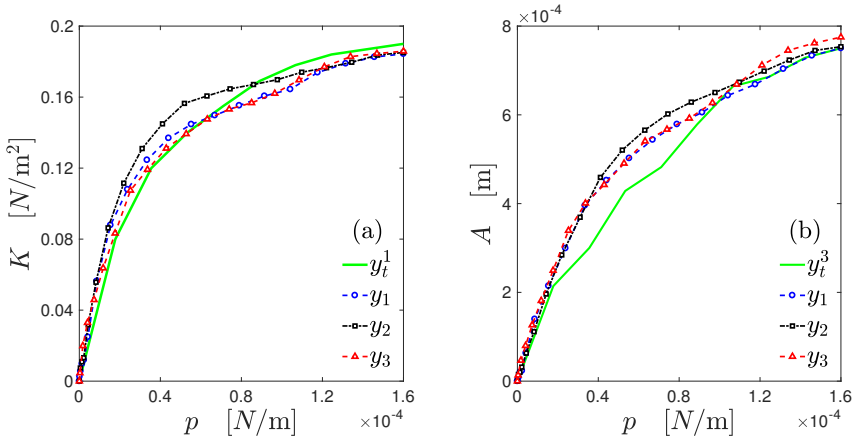 0.2
0.16
0.12
0.08
0.04
0
K [N/m²]
(a)
y_t^1
y_1
y_2
y_3
0 0.4 0.8 1.2 1.6
×10⁻⁴
p [N/m]
×10⁻⁴
8
6
4
2
0
A [m]
(b)
y_t^3
y_1
y_2
y_3
0 0.4 0.8 1.2 1.6
×10⁻³
p [N/m]